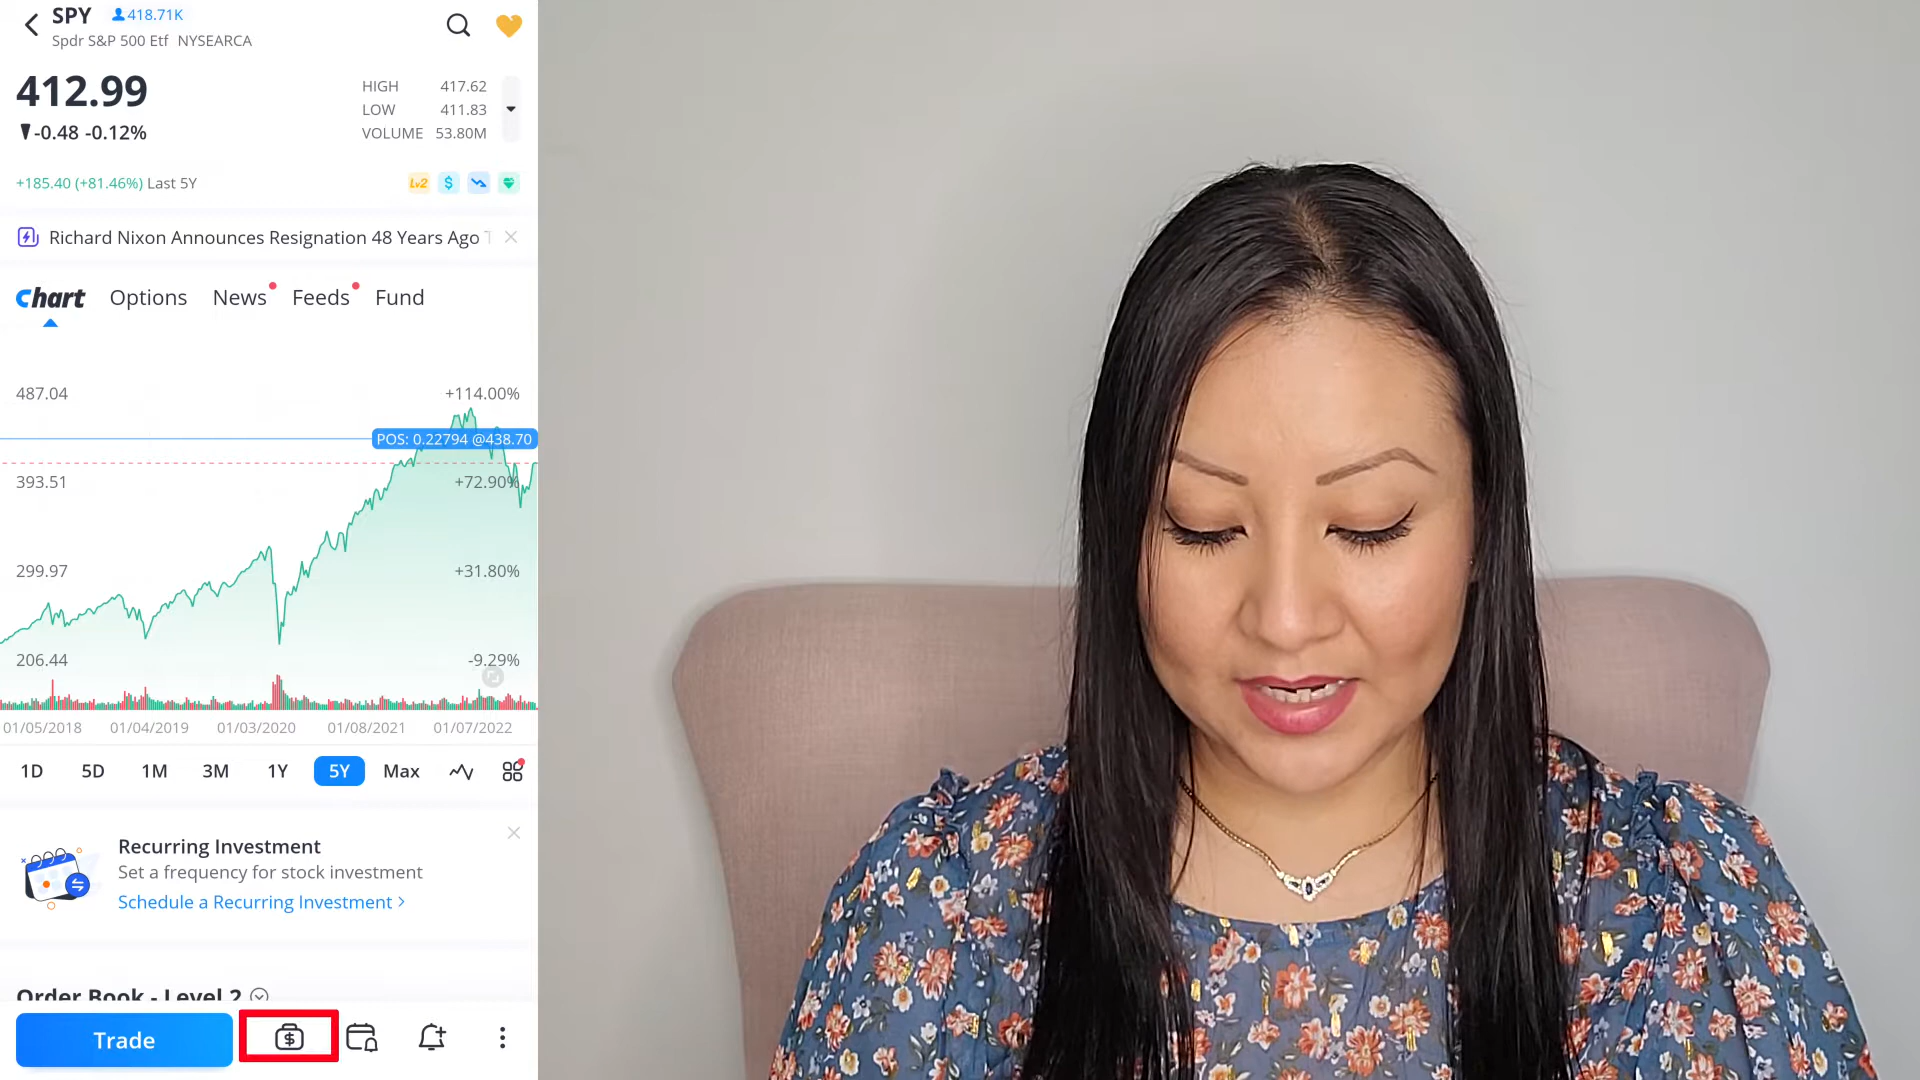 SPY 418.71K
Spdr S&P 500 Etf NYSEARCA
412.99
-0.48 -0.12%
HIGH 417.62
LOW 411.83
VOLUME 53.80M
+185.40 (+81.46%) Last 5Y
Lv2 $
Richard Nixon Announces Resignation 48 Years Ago T
Chart Options News Feeds Fund
487.04 +114.00%
POS: 0.22794 @438.70
393.51 +72.90%
299.97 +31.80%
206.44 -9.29%
01/05/2018 01/04/2019 01/03/2020 01/08/2021 01/07/2022
1D 5D 1M 3M 1Y 5Y Max
Recurring Investment
Set a frequency for stock investment
Schedule a Recurring Investment >
Order Book - Level 2
Trade $